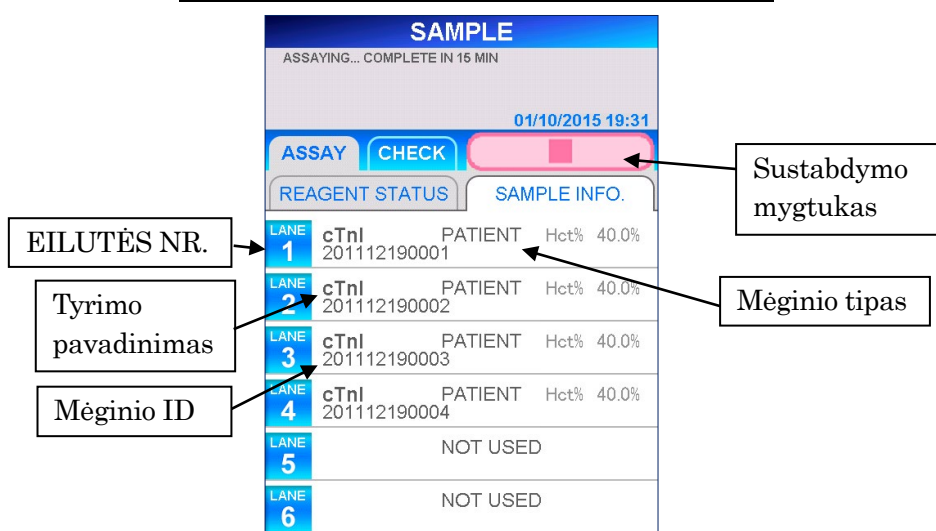 SAMPLE
ASSAYING... COMPLETE IN 15 MIN
01/10/2015 19:31
ASSAY CHECK
REAGENT STATUS SAMPLE INFO.
Sustabdymo
mygtukas
EILUTĖS NR.
LANE 1 cTnI PATIENT Hct% 40.0%
201112190001
Mėginio tipas
Tyrimo
pavadinimas
LANE 2 cTnI PATIENT Hct% 40.0%
201112190002
LANE 3 cTnI PATIENT Hct% 40.0%
201112190003
Mėginio ID
LANE 4 cTnI PATIENT Hct% 40.0%
201112190004
LANE 5 NOT USED
LANE 6 NOT USED